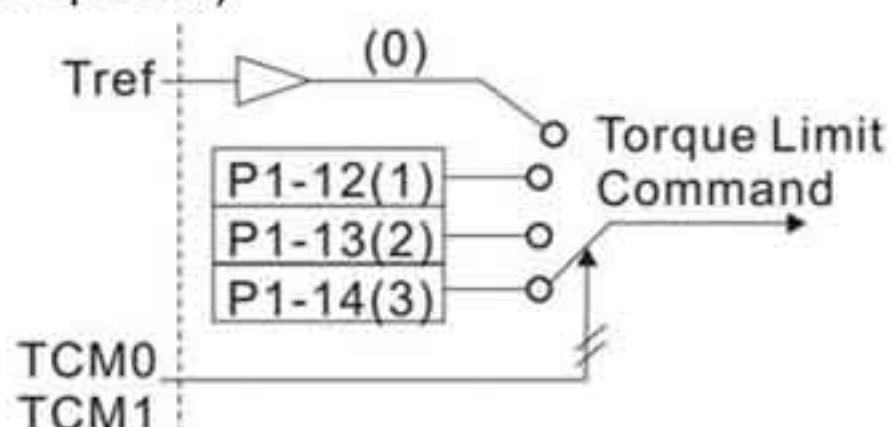 (0)
Tref
Torque Limit
Command
P1-12(1)
P1-13(2)
P1-14(3)
TCM0
TCM1